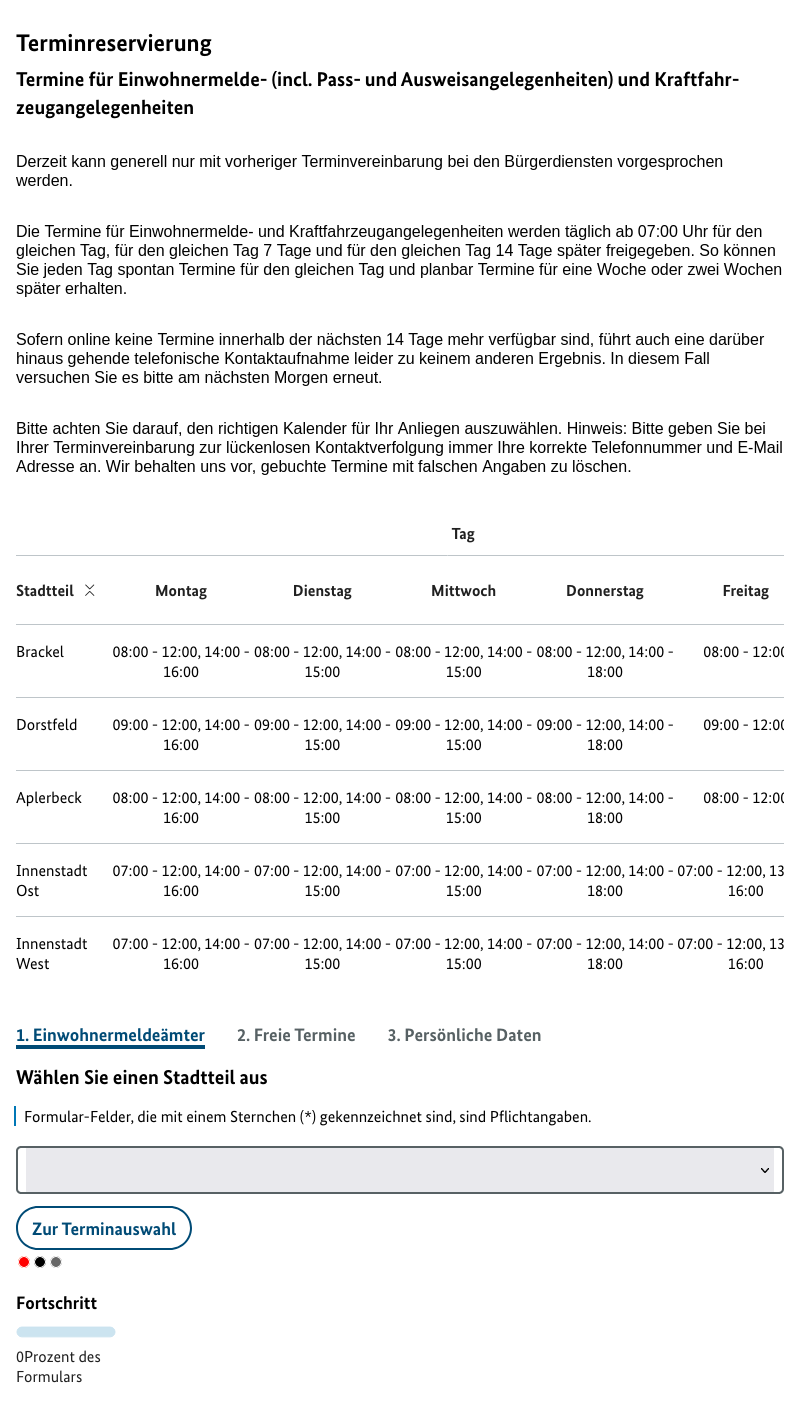 Terminreservierung
Termine für Einwohnermelde- (incl. Pass- und Ausweisangelegenheiten) und Kraftfahr-
zeugangelegenheiten
Derzeit kann generell nur mit vorheriger Terminvereinbarung bei den Bürgerdiensten vorgesprochen
werden.
Die Termine für Einwohnermelde- und Kraftfahrzeugangelegenheiten werden täglich ab 07:00 Uhr für den
gleichen Tag, für den gleichen Tag 7 Tage und für den gleichen Tag 14 Tage später freigegeben. So können
Sie jeden Tag spontan Termine für den gleichen Tag und planbar Termine für eine Woche oder zwei Wochen
später erhalten.
Sofern online keine Termine innerhalb der nächsten 14 Tage mehr verfügbar sind, führt auch eine darüber
hinaus gehende telefonische Kontaktaufnahme leider zu keinem anderen Ergebnis. In diesem Fall
versuchen Sie es bitte am nächsten Morgen erneut.
Bitte achten Sie darauf, den richtigen Kalender für Ihr Anliegen auszuwählen. Hinweis: Bitte geben Sie bei
Ihrer Terminvereinbarung zur lückenlosen Kontaktverfolgung immer Ihre korrekte Telefonnummer und E-Mail
Adresse an. Wir behalten uns vor, gebuchte Termine mit falschen Angaben zu löschen.
Tag
Stadtteil Montag Dienstag Mittwoch Donnerstag Freitag
Brackel 08:00 - 12:00, 14:00 - 08:00 - 12:00, 14:00 - 08:00 - 12:00, 14:00 - 08:00 - 12:00, 14:00 - 08:00 - 12:00
16:00 15:00 15:00 18:00
Dorstfeld 09:00 - 12:00, 14:00 - 09:00 - 12:00, 14:00 - 09:00 - 12:00, 14:00 - 09:00 - 12:00, 14:00 - 09:00 - 12:00
16:00 15:00 15:00 18:00
Aplerbeck 08:00 - 12:00, 14:00 - 08:00 - 12:00, 14:00 - 08:00 - 12:00, 14:00 - 08:00 - 12:00, 14:00 - 08:00 - 12:00
16:00 15:00 15:00 18:00
Innenstadt 07:00 - 12:00, 14:00 - 07:00 - 12:00, 14:00 - 07:00 - 12:00, 14:00 - 07:00 - 12:00, 14:00 - 07:00 - 12:00, 13
Ost 16:00 15:00 15:00 18:00 16:00
Innenstadt 07:00 - 12:00, 14:00 - 07:00 - 12:00, 14:00 - 07:00 - 12:00, 14:00 - 07:00 - 12:00, 14:00 - 07:00 - 12:00, 13
West 16:00 15:00 15:00 18:00 16:00
1. Einwohnermeldeämter 2. Freie Termine 3. Persönliche Daten
Wählen Sie einen Stadtteil aus
Formular-Felder, die mit einem Sternchen (*) gekennzeichnet sind, sind Pflichtangaben.
Zur Terminauswahl
Fortschritt
0Prozent des
Formulars